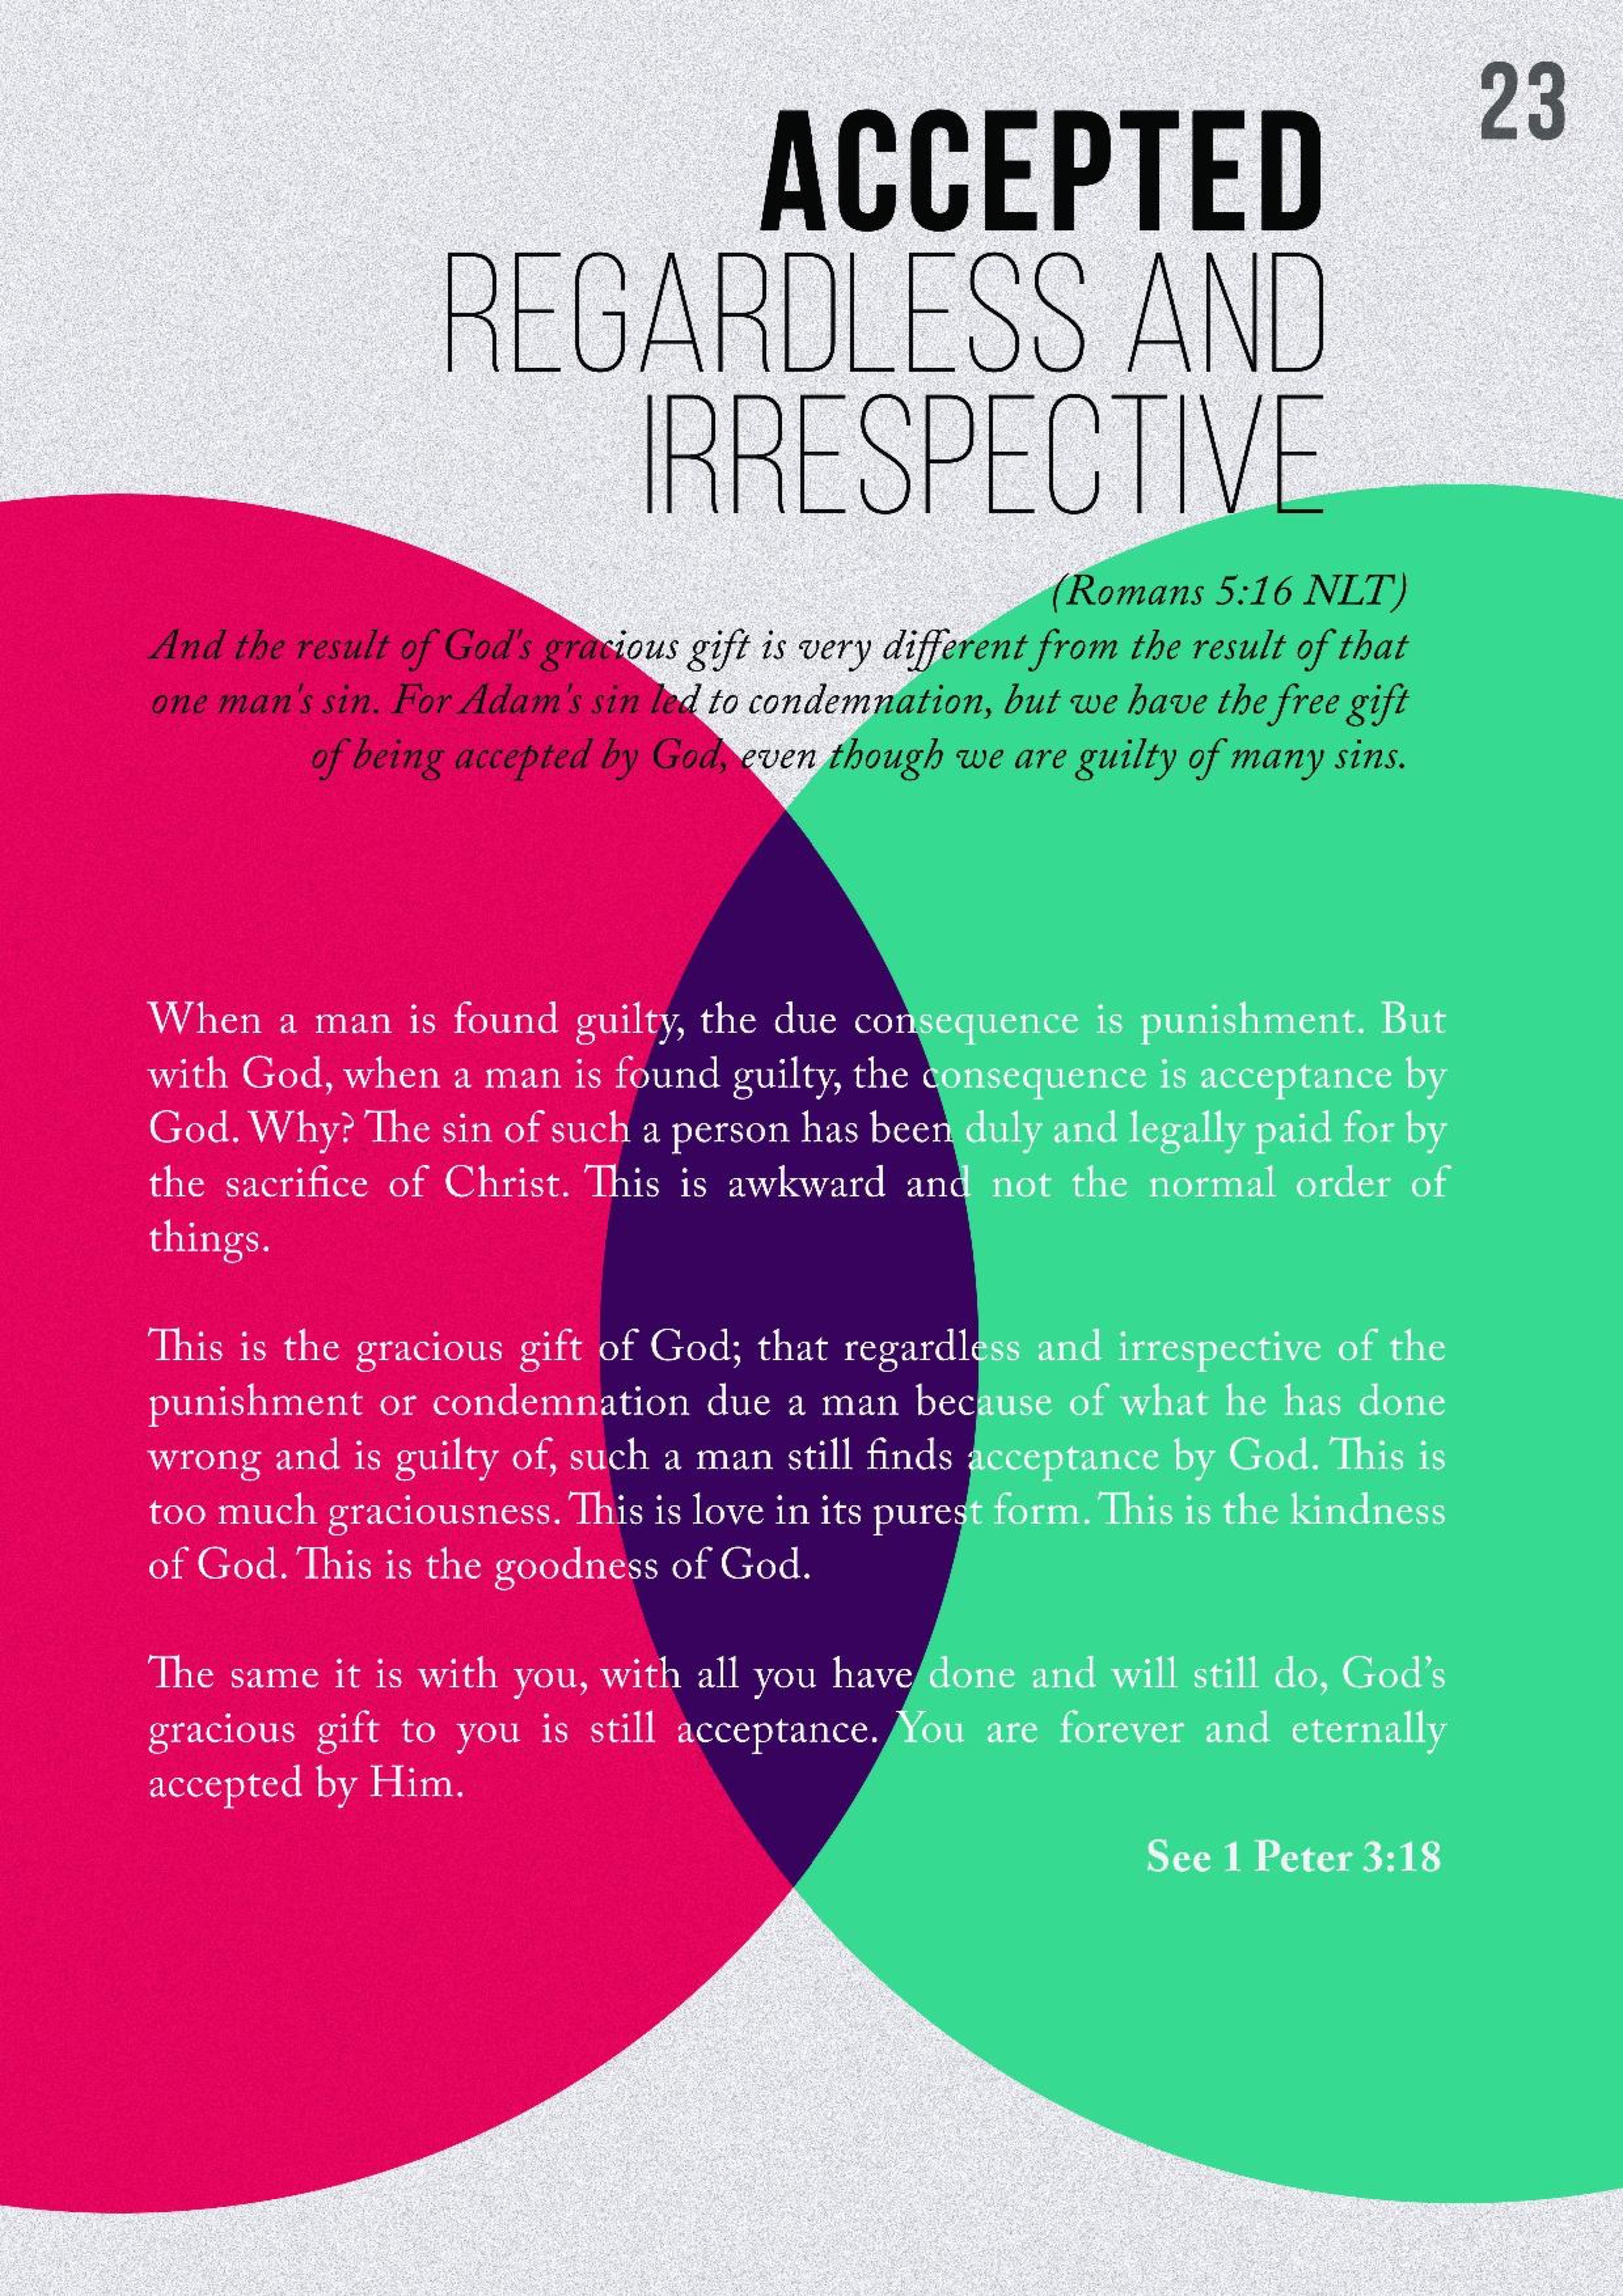 23
ACCEPTED
REGARDLESS AND
IRRESPECTIVE
(Romans 5:16 NLT)
And the result of God's gracious gift is very different from the result of that
one man's sin. For Adam's sin led to condemnation, but we have the free gift
of being accepted by God, even though we are guilty of many sins.
When a man is found guilty, the due consequence is punishment. But
with God, when a man is found guilty, the consequence is acceptance by
God. Why? The sin of such a person has been duly and legally paid for by
the sacrifice of Christ. This is awkward and not the normal order of
things.
This is the gracious gift of God; that regardless and irrespective of the
punishment or condemnation due a man because of what he has done
wrong and is guilty of, such a man still finds acceptance by God. This is
too much graciousness. This is love in its purest form. This is the kindness
of God. This is the goodness of God.
The same it is with you, with all you have done and will still do, God’s
gracious gift to you is still acceptance. You are forever and eternally
accepted by Him.
See 1 Peter 3:18